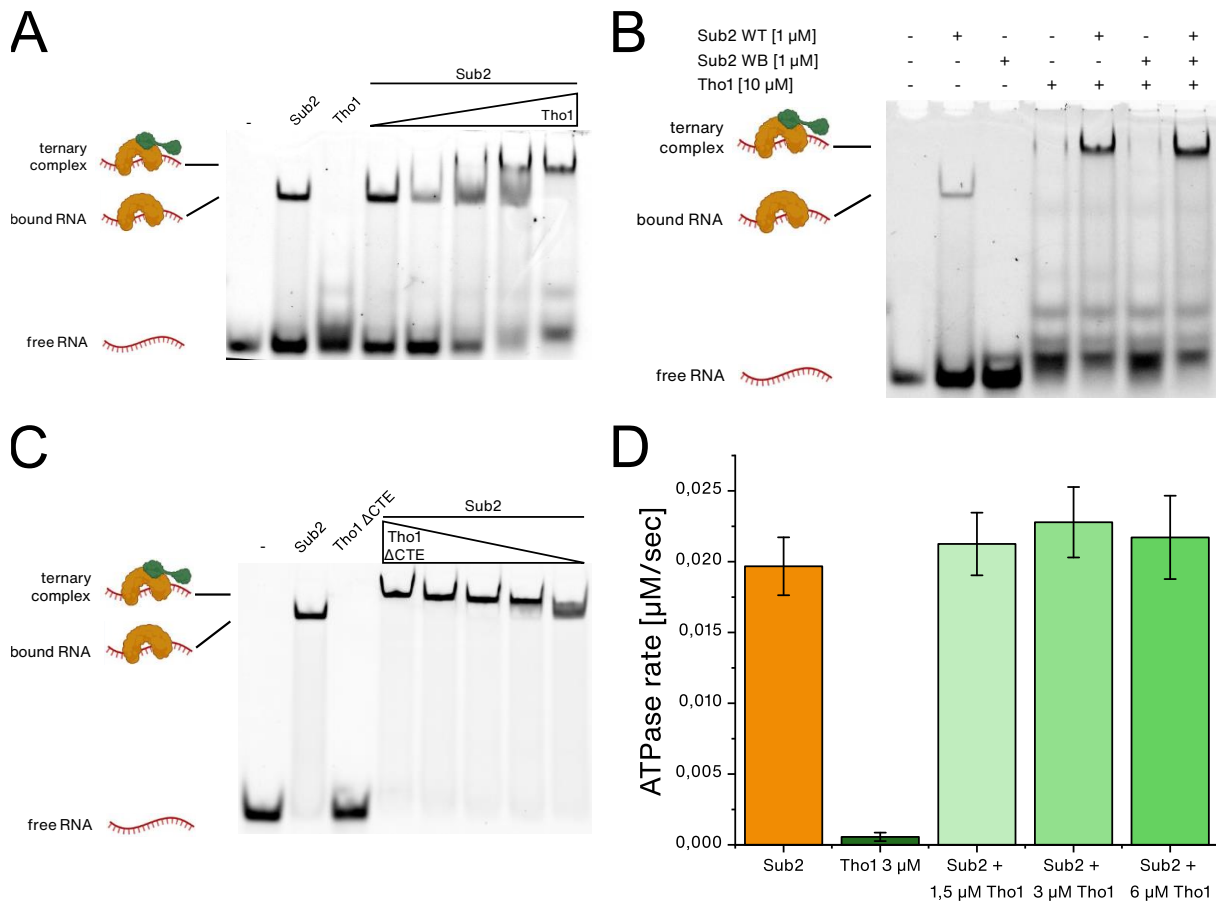 A
Sub2
-
Sub2
Tho1
Tho1
ternary
complex
bound RNA
free RNA
B
Sub2 WT [1 µM]
- + - - + - +
Sub2 WB [1 µM]
- - + - - + +
Tho1 [10 µM]
- - - + + + +
ternary
complex
bound RNA
free RNA
C
Sub2
-
Sub2
Tho1 ΔCTE
Tho1
ΔCTE
ternary
complex
bound RNA
free RNA
D
ATPase rate [µM/sec]
0,025
0,020
0,015
0,010
0,005
0,000
Sub2
Tho1 3 µM
Sub2 +
1,5 µM Tho1
Sub2 +
3 µM Tho1
Sub2 +
6 µM Tho1